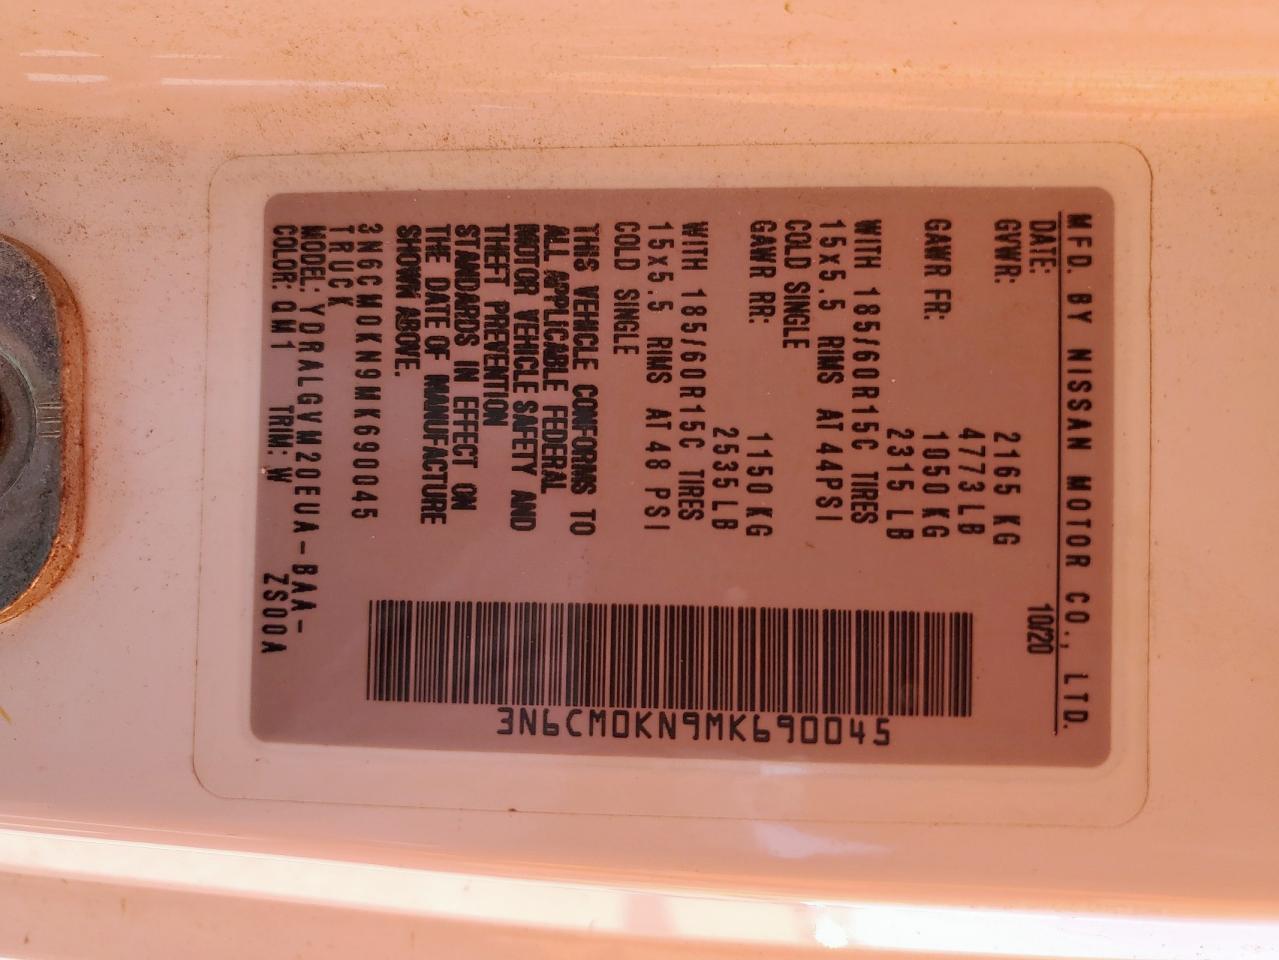 MFD. BY NISSAN MOTOR CO., LTD.
DATE: 10/20
GVWR: 2165 KG
4773LB
GAWR FR: 1050 KG
2315 LB
WITH 185/60R15C TIRES
15x5.5 RIMS AT 44PSI
COLD SINGLE
GAWR RR: 1150 KG
2535LB
WITH 185/60R15C TIRES
15x5.5 RIMS AT 48 PSI
COLD SINGLE
THIS VEHICLE CONFORMS TO
ALL APPLICABLE FEDERAL
MOTOR VEHICLE SAFETY AND
THEFT PREVENTION
STANDARDS IN EFFECT ON
THE DATE OF MANUFACTURE
SHOWN ABOVE.
3N6CM0KN9MK690045
TRUCK
MODEL: YDRALGVM20EUA-BAA-
COLOR: QM1 TRIM: W ZS00A
3N6CM0KN9MK690045